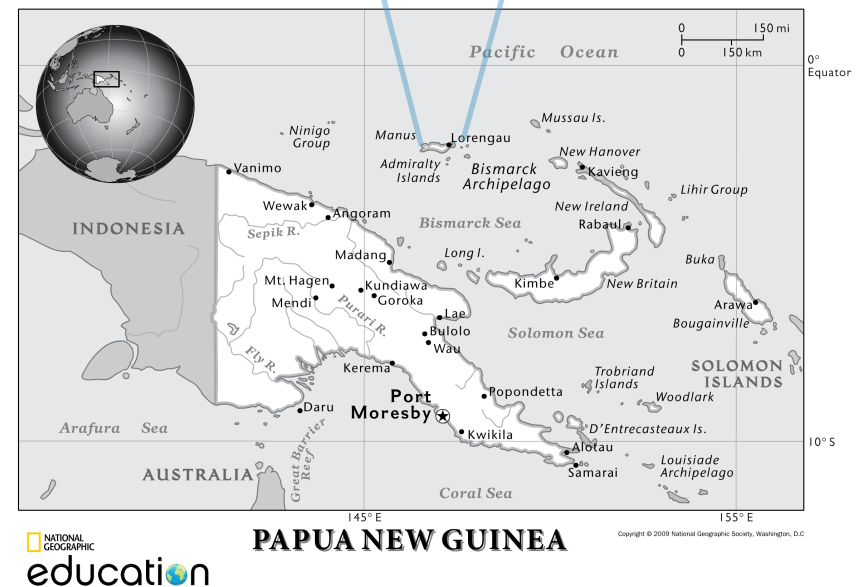 Pacific Ocean
0 150 mi
0 150 km
0°
Equator
Mussau Is.
Ninigo
Group
Manus
Lorengau
New Hanover
Admiralty
Islands
Bismarck
Archipelago
Kavieng
Vanimo
Lihir Group
Wewak
Angoram
New Ireland
INDONESIA
Sepik R.
Bismarck Sea
Rabaul
Madang
Long I.
Buka
Mt. Hagen
Kundiawa
Kimbe
New Britain
Mendi
Goroka
Arawa
Purari R.
Lae
Bougainville
Bulolo
Solomon Sea
Wau
Fly R.
Kerema
Trobriand
Islands
SOLOMON
ISLANDS
Port
Moresby
Popondetta
Woodlark
Daru
Arafura Sea
Kwikila
D'Entrecasteaux Is.
10° S
Alotau
Great Barrier
Reef
Samarai
Louisiade
Archipelago
AUSTRALIA
Coral Sea
145° E
155° E
NATIONAL
GEOGRAPHIC
education
PAPUA NEW GUINEA
Copyright © 2009 National Geographic Society, Washington, D.C